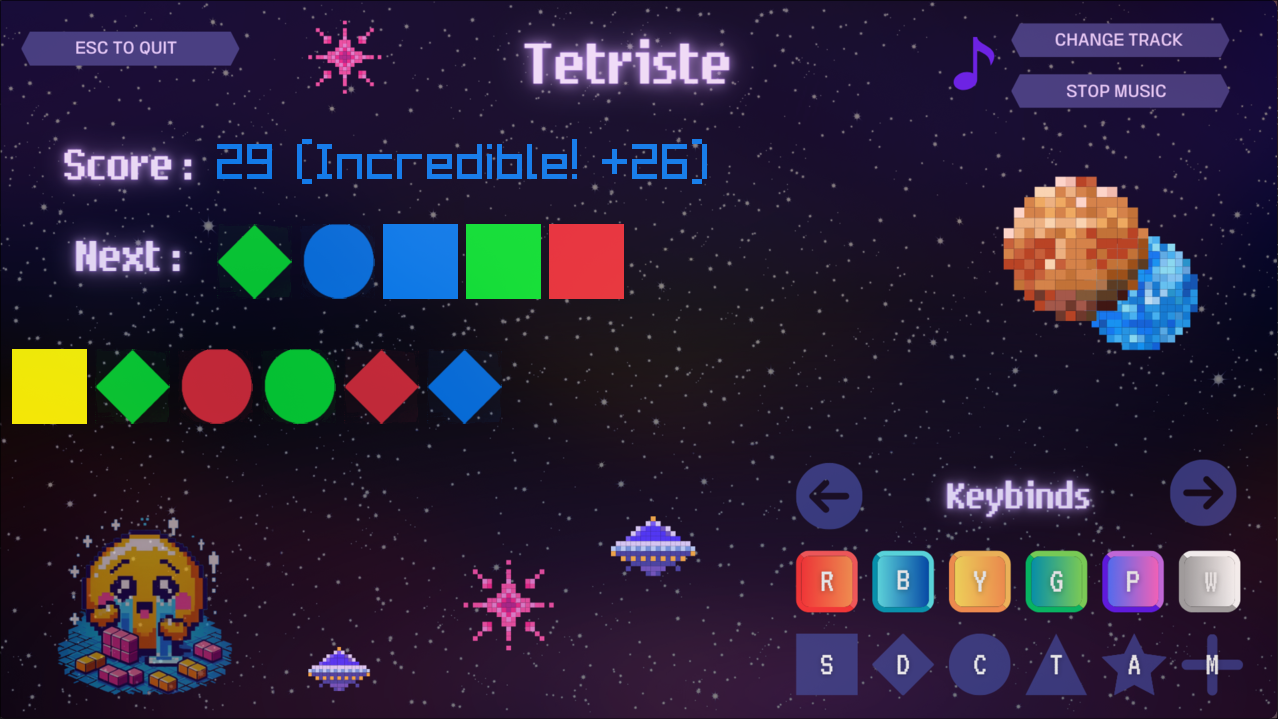 ESC TO QUIT
Tetriste
CHANGE TRACK
STOP MUSIC
Score : 29 (Incredible! +26)
Next :
Keybinds
R B Y G P W
S D C T A M